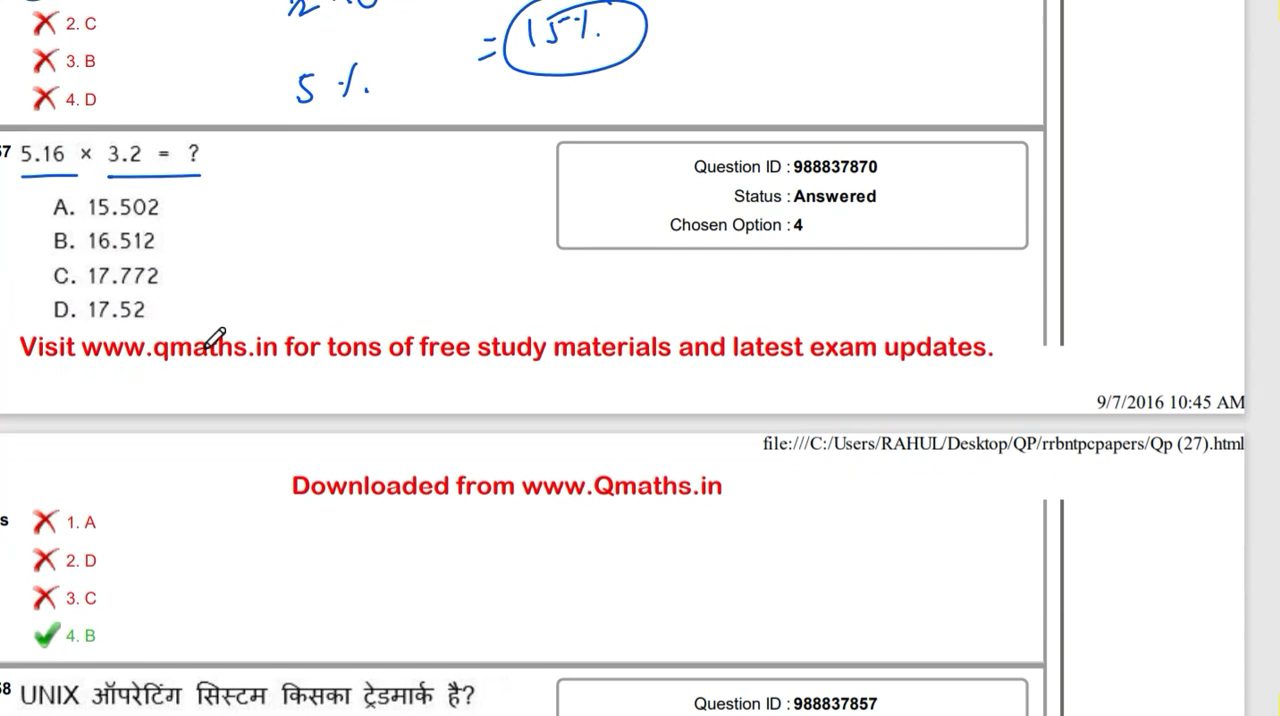 2. C
= 15%
3. B
5 %
4. D
57 5.16 × 3.2 = ?
Question ID : 988837870
Status : Answered
Chosen Option : 4
A. 15.502
B. 16.512
C. 17.772
D. 17.52
Visit www.qmaths.in for tons of free study materials and latest exam updates.
9/7/2016 10:45 AM
file:///C:/Users/RAHUL/Desktop/QP/rrbntpcpapers/Qp (27).html
Downloaded from www.Qmaths.in
s 1. A
2. D
3. C
4. B
58 UNIX ऑपरेटिंग सिस्टम किसका ट्रेडमार्क है?
Question ID : 988837857